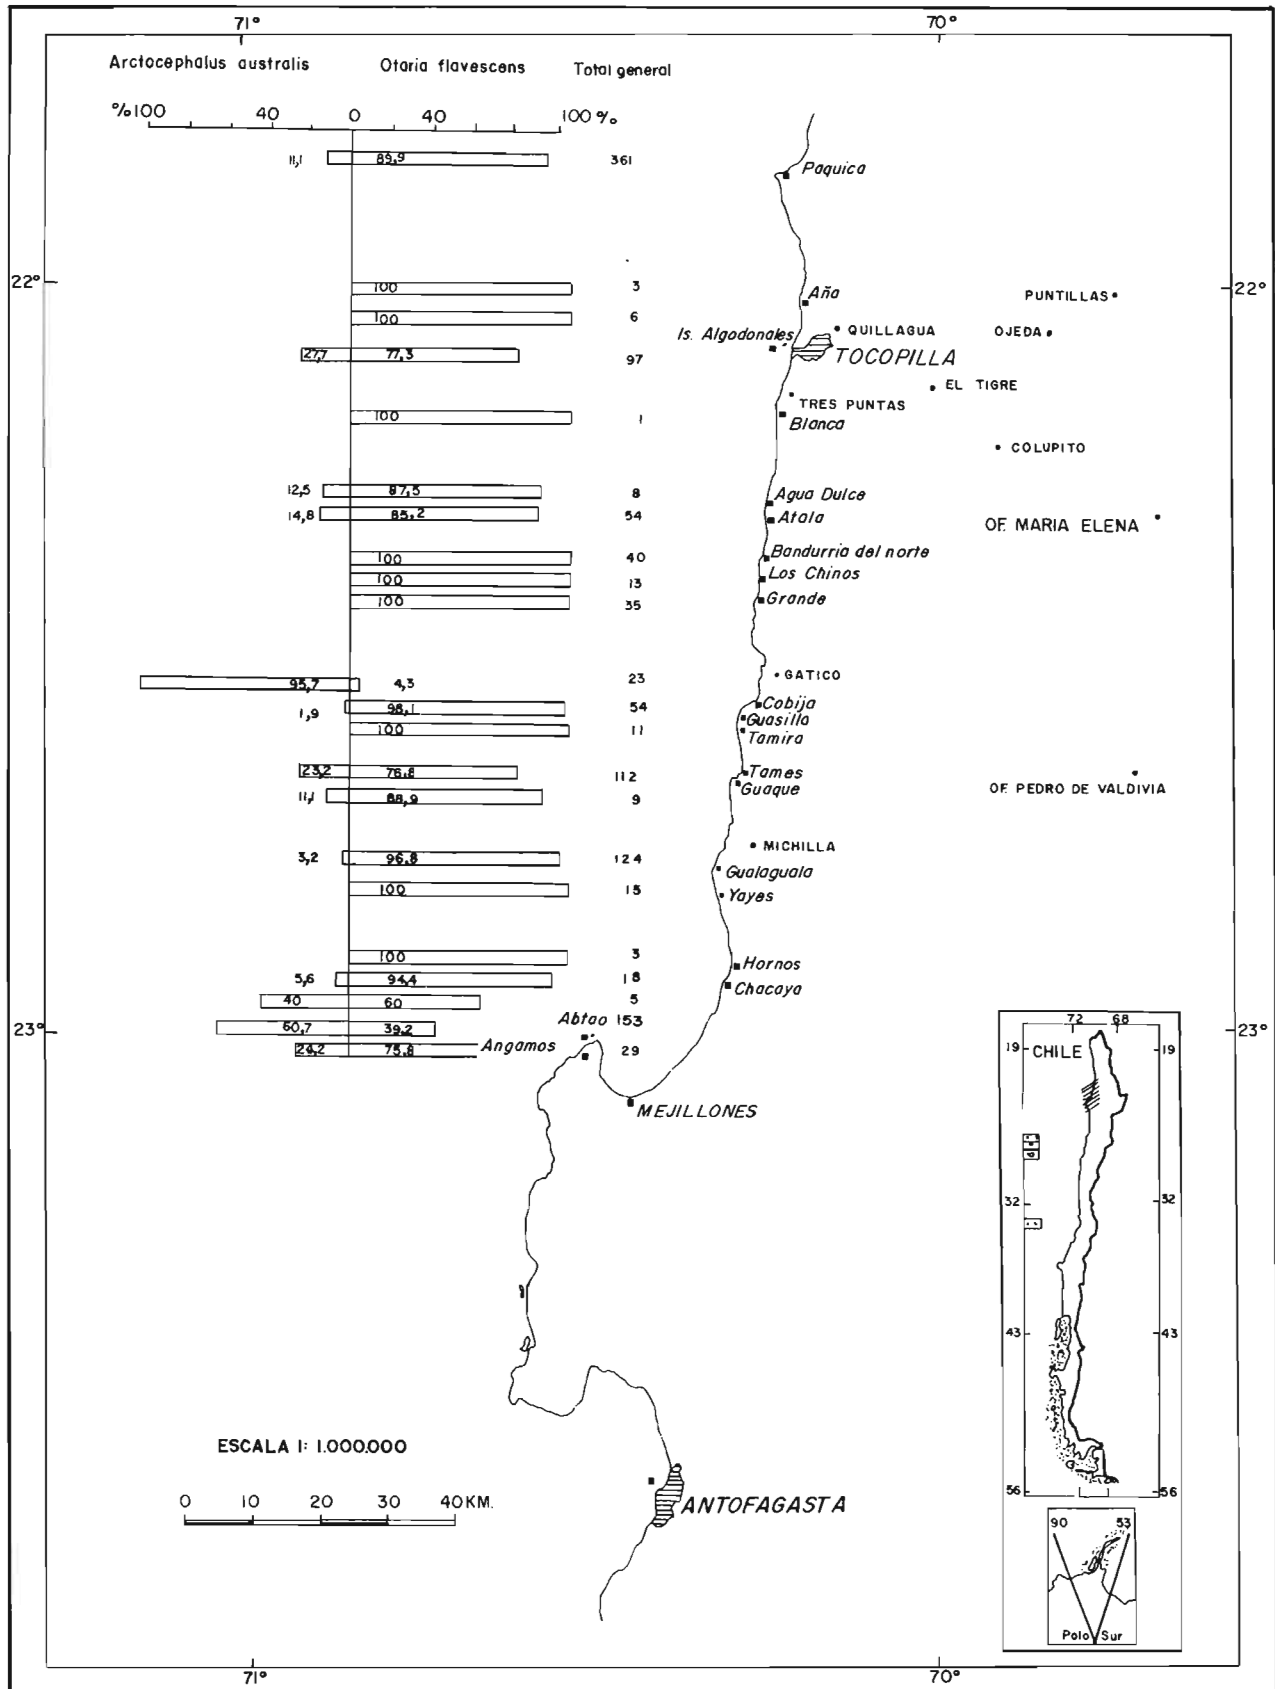 71° 70°
Arctocephalus australis Otaria flavescens Total general
%100 40 0 40 100%
11,1 89,9 361
Paquica
22° 22°
100 3
Aña
PUNTILLAS
100 6
QUILLAGUA OJEDA
Is. Algodonales
27,7 77,3 97
TOCOPILLA
EL TIGRE
TRES PUNTAS
100 1
Blanca
COLUPITO
12,5 87,5 8
Agua Dulce
14,8 85,2 54
Atala
OF. MARIA ELENA
100 40
Bandurria del norte
100 13
Los Chinos
100 35
Grande
GATICO
95,7 4,3 23
1,9 98,1 54
Cobija
Guasilla
100 11
Tamira
23,2 76,8 112
Tames
Guaque
OF. PEDRO DE VALDIVIA
11,1 88,9 9
MICHILLA
3,2 96,8 124
Gualaguala
100 15
Yayes
100 3
Hornos
5,6 94,4 18
Chacaya
40 60 5
Abtao 153
60,7 39,2
23° 23°
24,2 75,8 Angamos 29
MEJILLONES
72 68
19 CHILE 19
32 32
43 43
56 56
ESCALA 1: 1.000.000
0 10 20 30 40 KM.
ANTOFAGASTA
90 53
Polo Sur
71° 70°